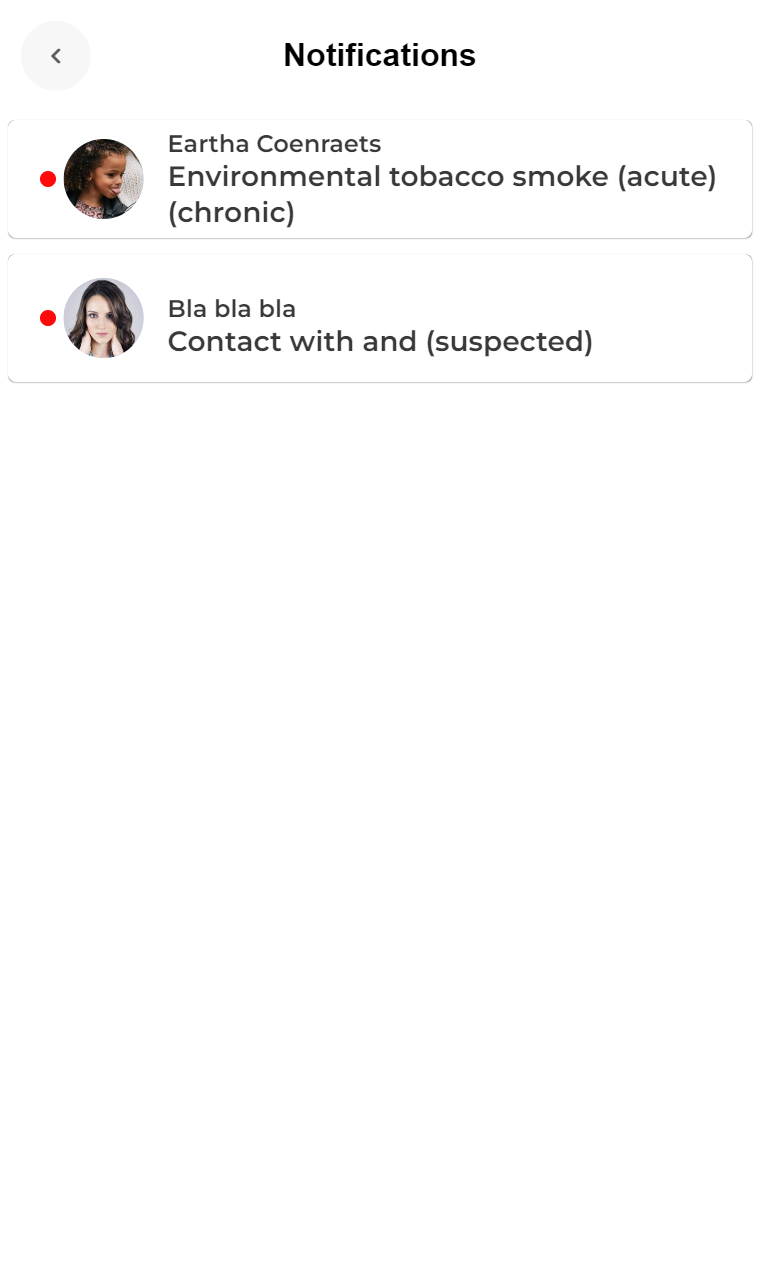 Notifications
Eartha Coenraets
Environmental tobacco smoke (acute)
(chronic)
Bla bla bla
Contact with and (suspected)